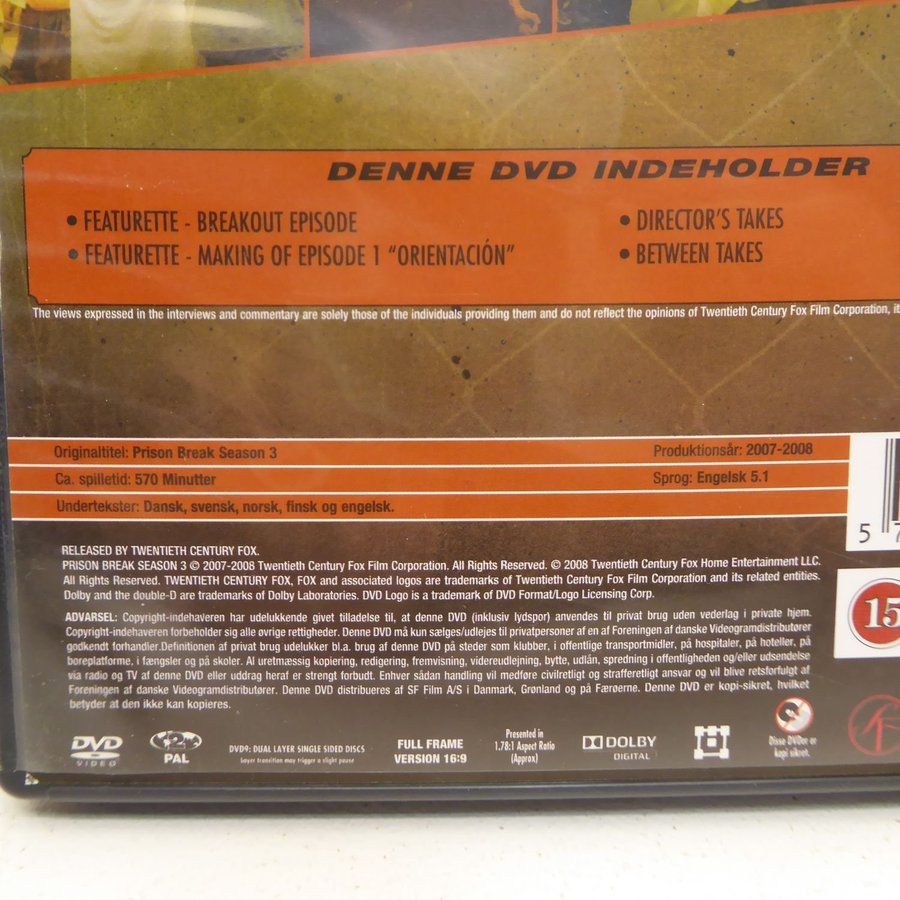 DENNE DVD INDEHOLDER
• FEATURETTE - BREAKOUT EPISODE
• FEATURETTE - MAKING OF EPISODE 1 “ORIENTACIÓN”
• DIRECTOR'S TAKES
• BETWEEN TAKES
The views expressed in the interviews and commentary are solely those of the individuals providing them and do not reflect the opinions of Twentieth Century Fox Film Corporation, it
Originaltitel: Prison Break Season 3
Produktionsår: 2007-2008
Ca. spilletid: 570 Minutter
Sprog: Engelsk 5.1
Undertekster: Dansk, svensk, norsk, finsk og engelsk.
5 7
RELEASED BY TWENTIETH CENTURY FOX.
PRISON BREAK SEASON 3 © 2007-2008 Twentieth Century Fox Film Corporation. All Rights Reserved. © 2008 Twentieth Century Fox Home Entertainment LLC.
All Rights Reserved. TWENTIETH CENTURY FOX, FOX and associated logos are trademarks of Twentieth Century Fox Film Corporation and its related entities.
Dolby and the double-D are trademarks of Dolby Laboratories. DVD Logo is a trademark of DVD Format/Logo Licensing Corp.
15
ADVARSEL: Copyright-indehaveren har udelukkende givet tilladelse til, at denne DVD (inklusiv lydspor) anvendes til privat brug uden vederlag i private hjem.
Copyright-indehaveren forbeholder sig alle øvrige rettigheder. Denne DVD må kun sælges/udlejes til privatpersoner af en af Foreningen af danske Videogramdistributører
godkendt forhandler.Definitionen af privat brug udelukker bl.a. brug af denne DVD på steder som klubber, i offentlige transportmidler, på hospitaler, på hoteller, på
boreplatforme, i fængsler og på skoler. Al uretmæssig kopiering, redigering, fremvisning, videreudlejning, bytte, udlån, spredning i offentligheden og/eller udsendelse
via radio og TV af denne DVD eller uddrag heraf er strengt forbudt. Enhver sådan handling vil medføre civilretligt og strafferetligt ansvar og vil blive retsforfulgt af
Foreningen af danske Videogramdistributører. Denne DVD distribueres af SF Film A/S i Danmark, Grønland og på Færøerne. Denne DVD er kopi-sikret, hvilket
betyder at den ikke kan kopieres.
DVD VIDEO
2
PAL
DVD9: DUAL LAYER SINGLE SIDED DISCS
Layer transition may trigger a slight pause
FULL FRAME
VERSION 16:9
Presented in
1.78:1 Aspect Ratio
(Approx)
DOLBY
DIGITAL
Disse DVDer er
kopi sikret.